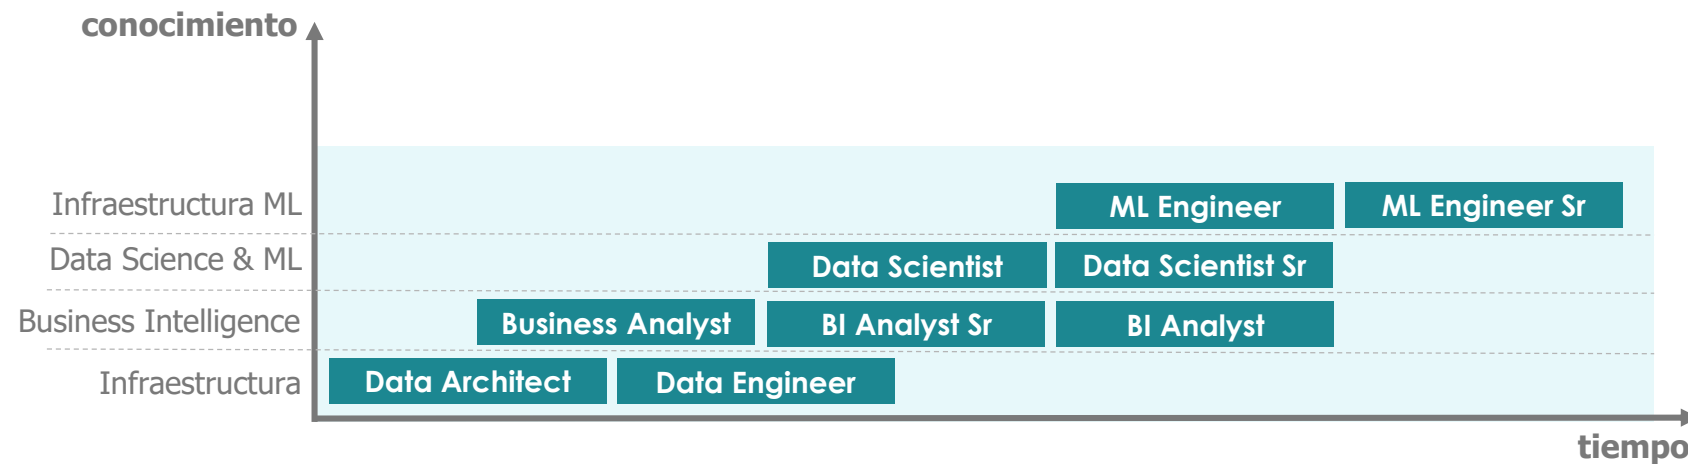 conocimiento
Infraestructura ML
ML Engineer
ML Engineer Sr
Data Science & ML
Data Scientist
Data Scientist Sr
Business Intelligence
Business Analyst
BI Analyst Sr
BI Analyst
Infraestructura
Data Architect
Data Engineer
tiempo